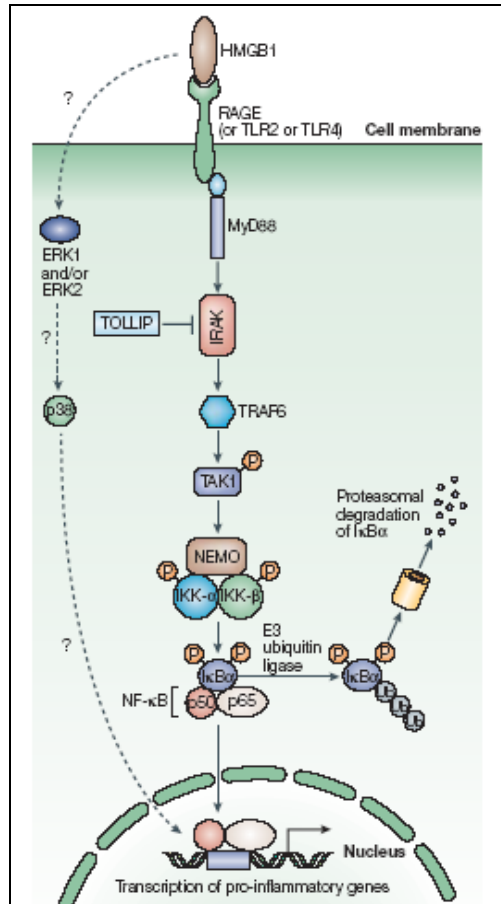 HMGB1
?
RAGE
(or TLR2 or TLR4)
Cell membrane
MyD88
ERK1
and/or
ERK2
TOLLIP
IRAK
?
p38
TRAF6
P
TAK1
Proteasomal
degradation
of IκBα
NEMO
P
P
IKK-α
IKK-β
?
E3
ubiquitin
ligase
P
P
IκBα
P
P
IκBα
NF-κB
p50
p65
Ub
Ub
Ub
Nucleus
Transcription of pro-inflammatory genes